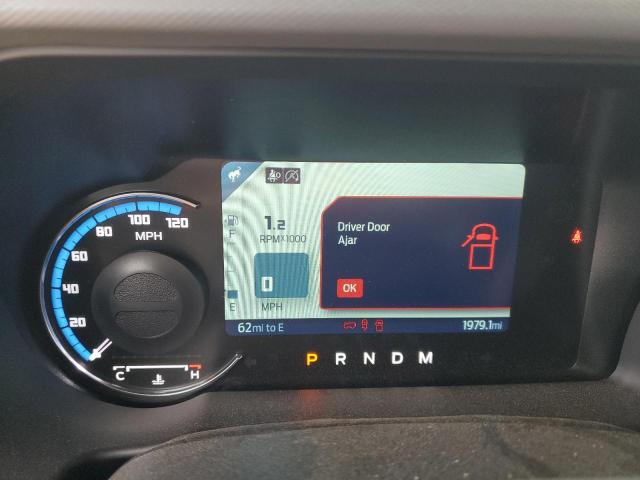 120
100
80
60
40
20
MPH
C H
F
E
1.2
RPMX1000
0
MPH
Driver Door
Ajar
OK
62mi to E
1979.1mi
P R N D M